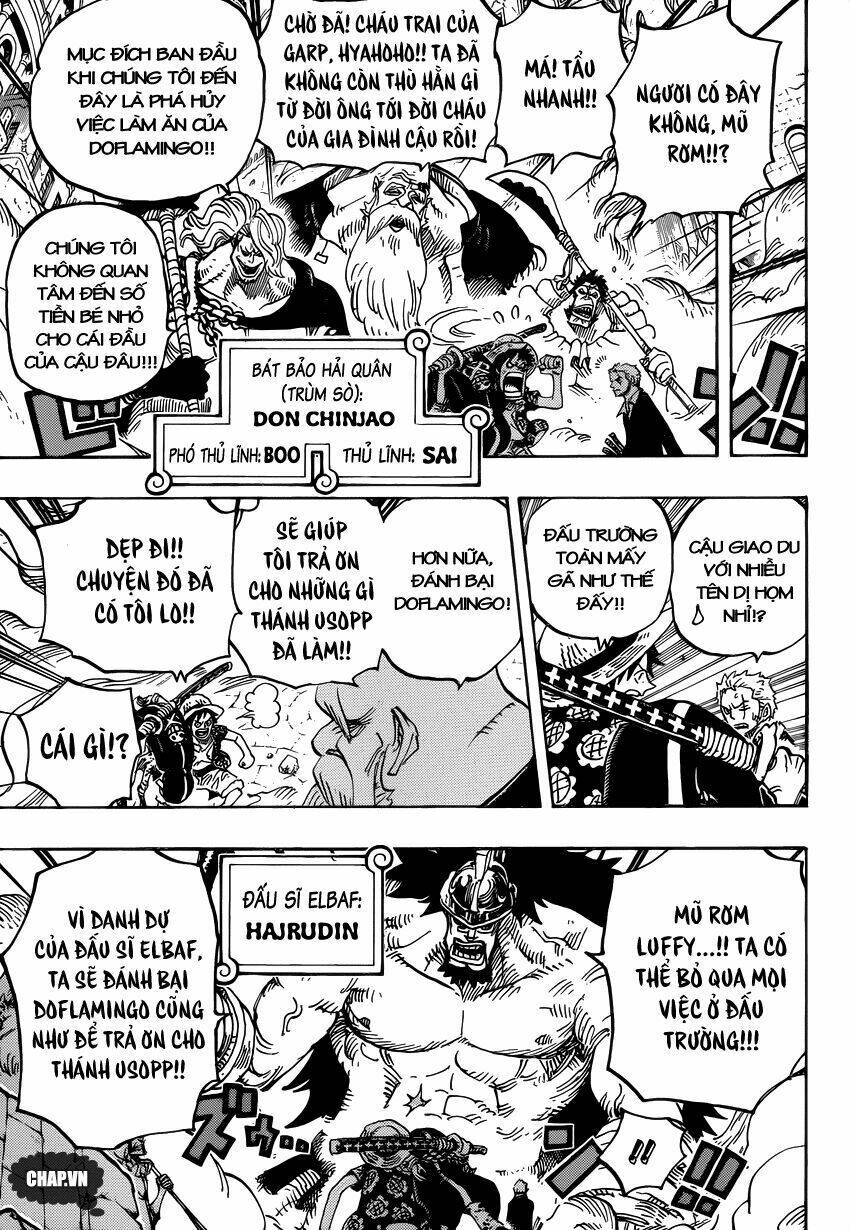 NGƯƠI CÓ ĐÂY
KHÔNG, MŨ
RƠM!!?
MÁ! TẨU
NHANH!!
CHỜ ĐÃ! CHÁU TRAI CỦA
GARP, HYAHOHO!! TA ĐÃ
KHÔNG CÒN THÙ HẰN GÌ
TỪ ĐỜI ÔNG TỚI ĐỜI CHÁU
CỦA GIA ĐÌNH CẬU RỒI!
MỤC ĐÍCH BAN ĐẦU
KHI CHÚNG TÔI ĐẾN
ĐÂY LÀ PHÁ HỦY
VIỆC LÀM ĂN CỦA
DOFLAMINGO!!
CHÚNG TÔI
KHÔNG QUAN
TÂM ĐẾN SỐ
TIỀN BÉ NHỎ
CHO CÁI ĐẦU
CỦA CẬU ĐÂU!!!
BÁT BẢO HẢI QUÂN
(TRÙM SÒ):
DON CHINJAO
PHÓ THỦ LĨNH: BOO
THỦ LĨNH: SAI
CẬU GIAO DU
VỚI NHIỀU
TÊN DỊ HỢM
NHỈ!?
ĐẤU TRƯỜNG
TOÀN MẤY
GÃ NHƯ THẾ
ĐẤY!!
HƠN NỮA,
ĐÁNH BẠI
DOFLAMINGO!
SẼ GIÚP
TÔI TRẢ ƠN
CHO NHỮNG GÌ
THÁNH USOPP
ĐÃ LÀM!!
DẸP ĐI!!
CHUYỆN ĐÓ ĐÃ
CÓ TÔI LO!!
CÁI GÌ!?
MŨ RƠM
LUFFY...!! TA CÓ
THỂ BỎ QUA MỌI
VIỆC Ở ĐẤU
TRƯỜNG!!!
ĐẤU SĨ ELBAF:
HAJRUDIN
VÌ DANH DỰ
CỦA ĐẤU SĨ ELBAF,
TA SẼ ĐÁNH BẠI
DOFLAMINGO CŨNG
NHƯ ĐỂ TRẢ ƠN CHO
THÁNH USOPP!!
ズゥ...
CHAP.VN